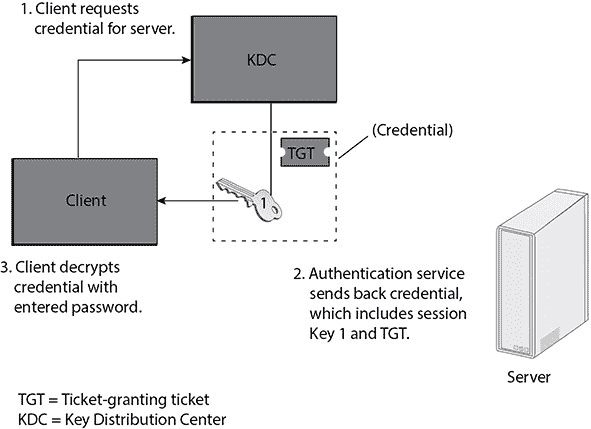 1. Client requests
credential for server.
KDC
(Credential)
TGT
Client
1
3. Client decrypts
credential with
entered password.
2. Authentication service
sends back credential,
which includes session
Key 1 and TGT.
Server
TGT = Ticket-granting ticket
KDC = Key Distribution Center